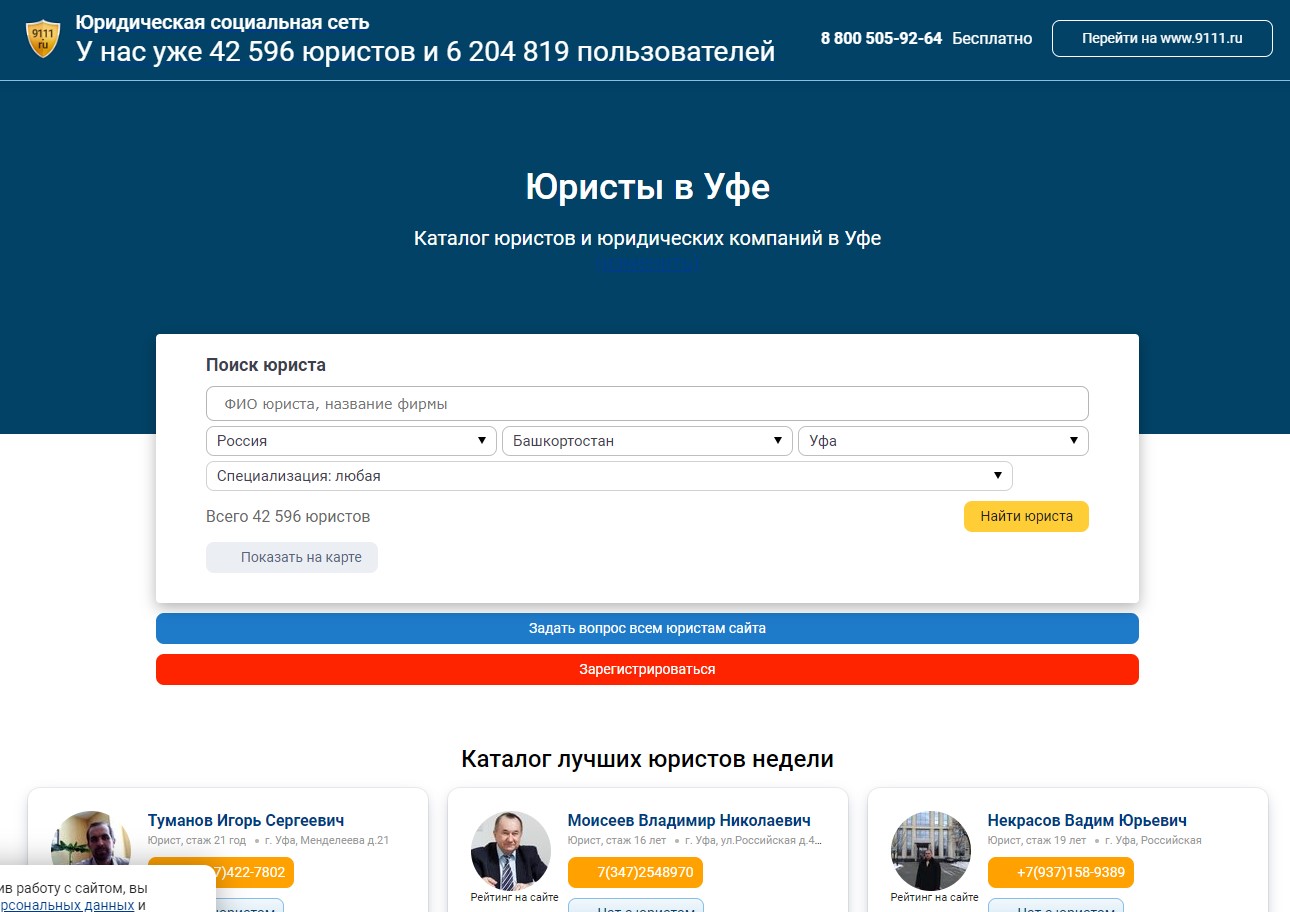 9111
ru
Юридическая социальная сеть
У нас уже 42 596 юристов и 6 204 819 пользователей
8 800 505-92-64 Бесплатно
Перейти на www.9111.ru
Юристы в Уфе
Каталог юристов и юридических компаний в Уфе
Поиск юриста
ФИО юриста, название фирмы
Россия
Башкортостан
Уфа
Специализация: любая
Всего 42 596 юристов
Найти юриста
Показать на карте
Задать вопрос всем юристам сайта
Зарегистрироваться
Каталог лучших юристов недели
Туманов Игорь Сергеевич
Юрист, стаж 21 год • г. Уфа, Менделеева д.21
7)422-7802
Моисеев Владимир Николаевич
Юрист, стаж 16 лет • г. Уфа, ул.Российская д.4...
7(347)2548970
Рейтинг на сайте
Чат с юристом
Некрасов Вадим Юрьевич
Юрист, стаж 19 лет • г. Уфа, Российская
+7(937)158-9389
Рейтинг на сайте
Чат с юристом
ив работу с сайтом, вы
рсональных данных и